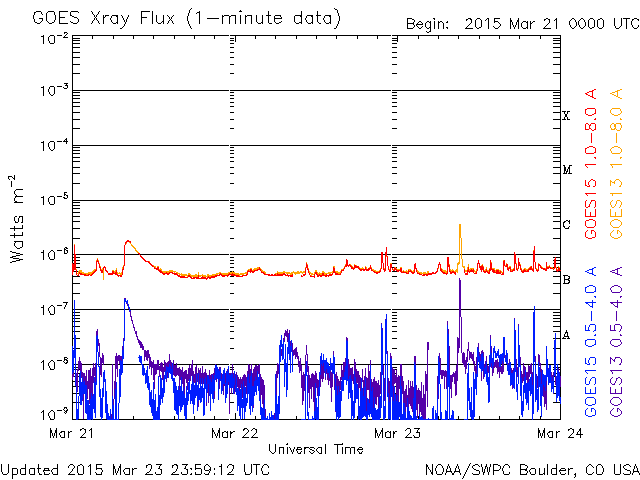 GOES Xray Flux (1-minute data)
Begin: 2015 Mar 21 0000 UTC
10-2
10-3
10-4
10-5
10-6
10-7
10-8
10-9
Watts m-2
X
M
C
B
A
GOES15 1.0-8.0 A
GOES13 1.0-8.0 A
GOES15 0.5-4.0 A
GOES13 0.5-4.0 A
Mar 21
Mar 22
Mar 23
Mar 24
Universal Time
Updated 2015 Mar 23 23:59:12 UTC
NOAA/SWPC Boulder, CO USA